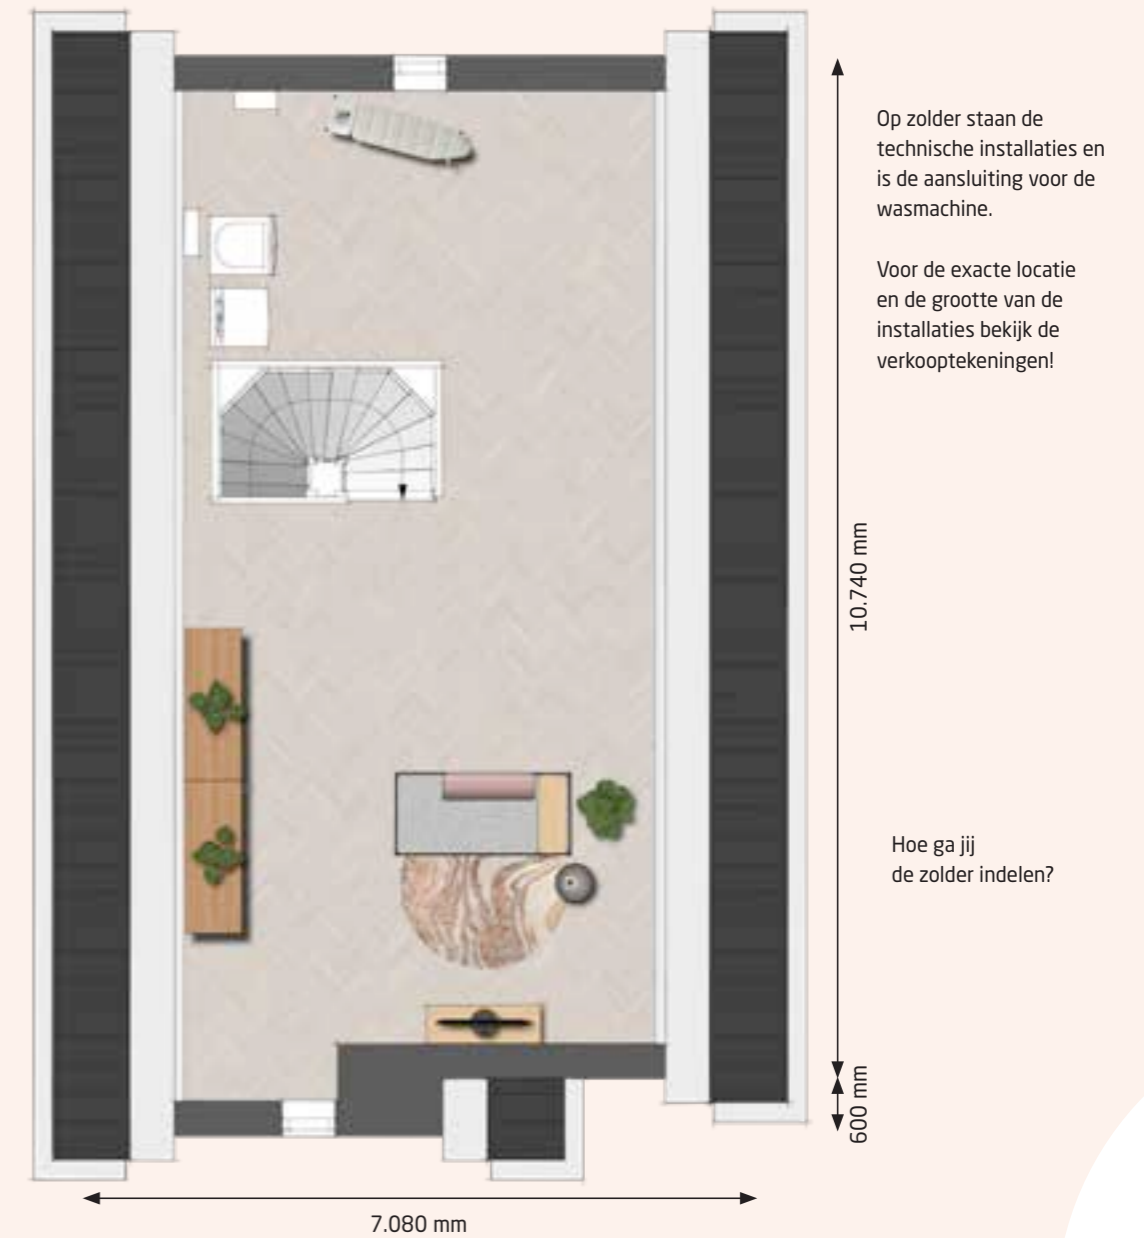 Op zolder staan de
technische installaties en
is de aansluiting voor de
wasmachine.
Voor de exacte locatie
en de grootte van de
installaties bekijk de
verkooptekeningen!
10.740 mm
Hoe ga jij
de zolder indelen?
600 mm
7.080 mm